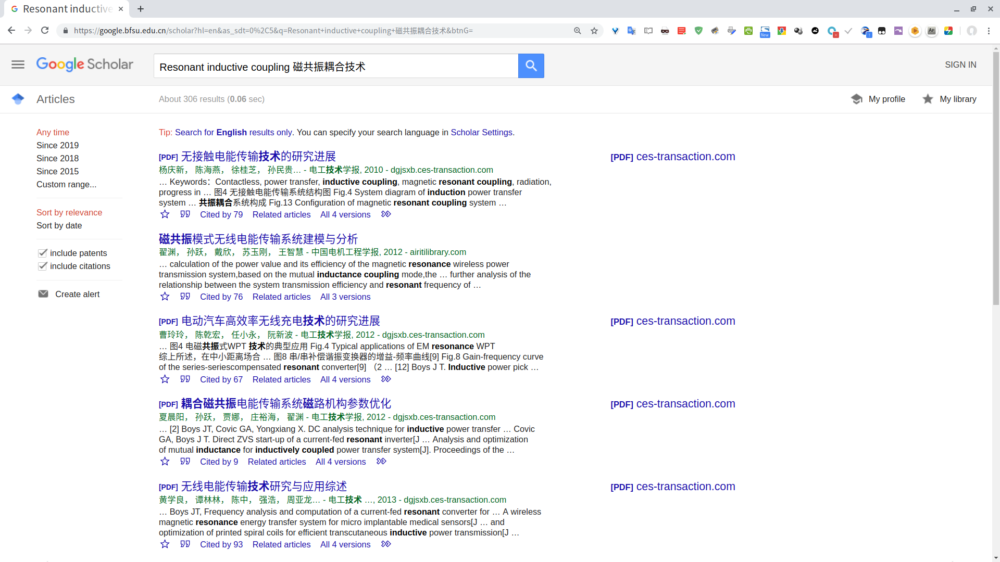 Resonant inductive
https://google.bfsu.edu.cn/scholar?hl=en&as_sdt=0%2C5&q=Resonant+inductive+coupling+磁共振耦合技术&btnG=
New
Google Scholar
Resonant inductive coupling 磁共振耦合技术
SIGN IN
Articles
About 306 results (0.06 sec)
My profile
My library
Any time
Since 2019
Since 2018
Since 2015
Custom range...
Sort by relevance
Sort by date
include patents
include citations
Create alert
Tip: Search for English results only. You can specify your search language in Scholar Settings.
[PDF] 无接触电能传输技术的研究进展
杨庆新， 陈海燕， 徐桂芝， 孙民贵… - 电工技术学报, 2010 - dgjsxb.ces-transaction.com
… Keywords：Contactless, power transfer, inductive coupling, magnetic resonant coupling, radiation,
progress in … 图4 无接触电能传输系统结构图 Fig.4 System diagram of induction power transfer
system … 共振耦合系统构成 Fig.13 Configuration of magnetic resonant coupling system …
Cited by 79 Related articles All 4 versions
[PDF] ces-transaction.com
磁共振模式无线电能传输系统建模与分析
翟渊， 孙跃， 戴欣， 苏玉刚， 王智慧 - 中国电机工程学报, 2012 - airitilibrary.com
… calculation of the power value and its efficiency of the magnetic resonance wireless power
transmission system,based on the mutual inductance coupling mode,the … further analysis of the
relationship between the system transmission efficiency and resonant frequency of …
Cited by 76 Related articles All 3 versions
[PDF] 电动汽车高效率无线充电技术的研究进展
曹玲玲， 陈乾宏， 任小永， 阮新波 - 电工技术学报, 2012 - dgjsxb.ces-transaction.com
… 图4 电磁共振式WPT 技术的典型应用 Fig.4 Typical applications of EM resonance WPT
综上所述，在中小距离场合 … 图8 串/串补偿谐振变换器的增益-频率曲线[9] Fig.8 Gain-frequency curve
of the series-seriescompensated resonant converter[9] （2 … [12] Boys J T. Inductive power pick …
Cited by 67 Related articles All 4 versions
[PDF] ces-transaction.com
[PDF] 耦合磁共振电能传输系统磁路机构参数优化
夏晨阳， 孙跃， 贾娜， 庄裕海， 翟渊 - 电工技术学报, 2012 - dgjsxb.ces-transaction.com
… [2] Boys JT, Covic GA, Yongxiang X. DC analysis technique for inductive power transfer … Covic
GA, Boys J T. Direct ZVS start-up of a current-fed resonant inverter[J … Analysis and optimization
of mutual inductance for inductively coupled power transfer system[J]. Proceedings of the …
Cited by 9 Related articles All 4 versions
[PDF] ces-transaction.com
[PDF] 无线电能传输技术研究与应用综述
黄学良， 谭林林， 陈中， 强浩， 周亚龙… - 电工技术 …, 2013 - dgjsxb.ces-transaction.com
… Boys JT, Frequency analysis and computation of a current-fed resonant converter for … A wireless
magnetic resonance energy transfer system for micro implantable medical sensors[J … and
optimization of printed spiral coils for efficient transcutaneous inductive power transmission[J …
Cited by 93 Related articles All 4 versions
[PDF] ces-transaction.com